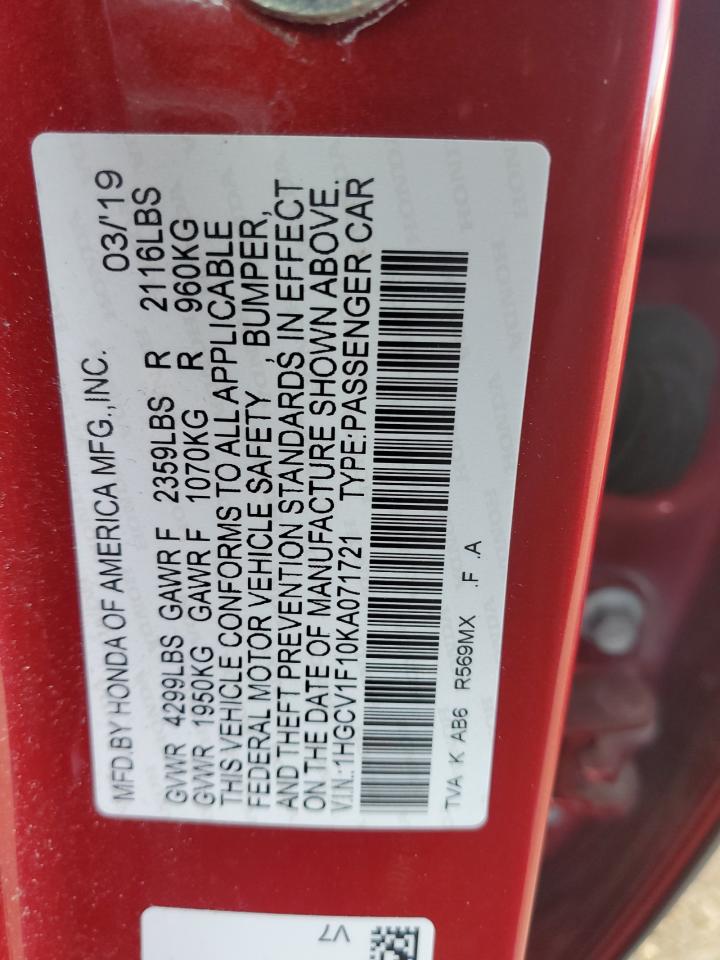 MFD.BY HONDA OF AMERICA MFG.,INC. 03/'19
GVWR 4299LBS GAWR F 2359LBS R 2116LBS
GVWR 1950KG GAWR F 1070KG R 960KG
THIS VEHICLE CONFORMS TO ALL APPLICABLE
FEDERAL MOTOR VEHICLE SAFETY , BUMPER,
AND THEFT PREVENTION STANDARDS IN EFFECT
ON THE DATE OF MANUFACTURE SHOWN ABOVE.
V.I.N.:1HGCV1F10KA071721 TYPE:PASSENGER CAR
TVA K AB6 R569MX .F .A
V7